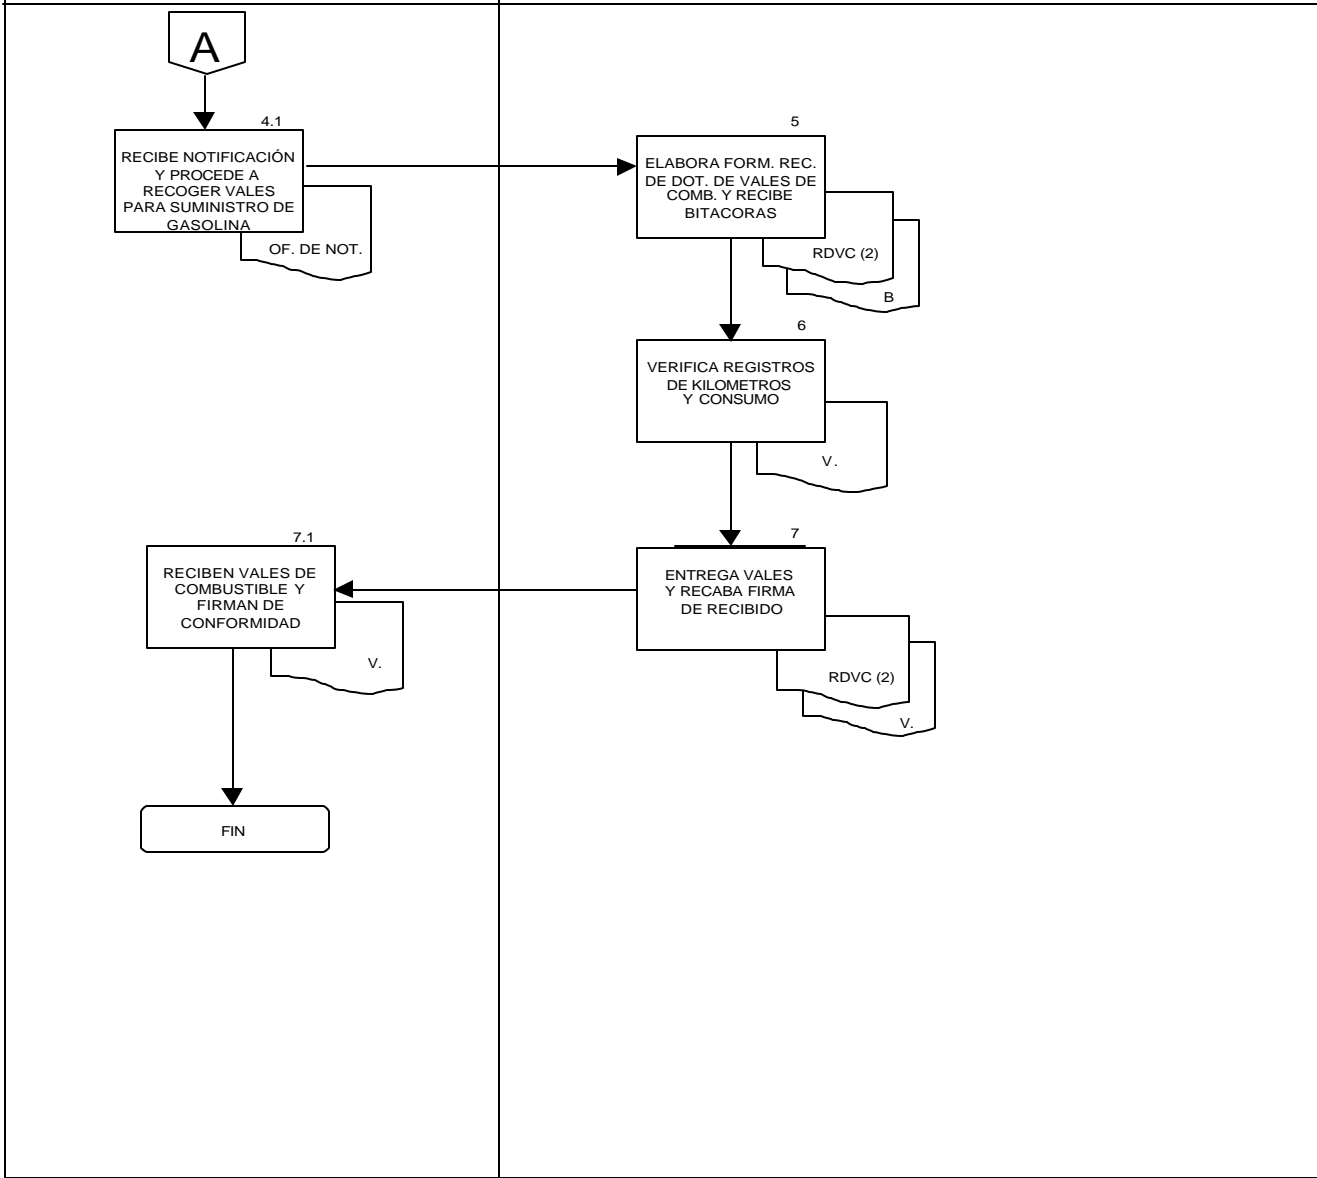 A
4.1
RECIBE NOTIFICACIÓN
Y PROCEDE A
RECOGER VALES
PARA SUMINISTRO DE
GASOLINA
OF. DE NOT.
5
ELABORA FORM. REC.
DE DOT. DE VALES DE
COMB. Y RECIBE
BITACORAS
RDVC (2)
B
6
VERIFICA REGISTROS
DE KILOMETROS
Y CONSUMO
V.
7
ENTREGA VALES
Y RECABA FIRMA
DE RECIBIDO
RDVC (2)
V.
7.1
RECIBEN VALES DE
COMBUSTIBLE Y
FIRMAN DE
CONFORMIDAD
V.
FIN